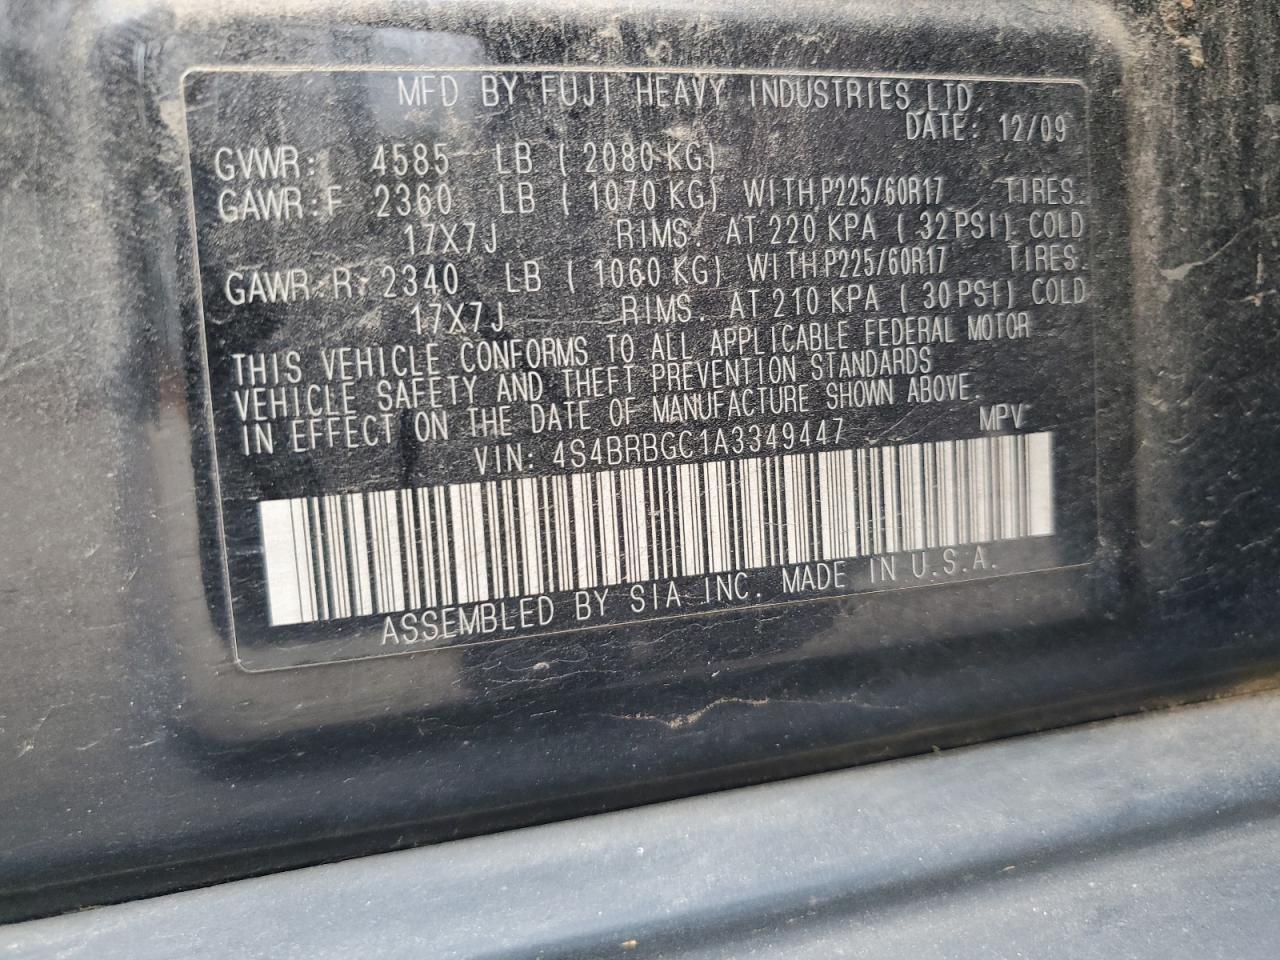 MFD BY FUJI HEAVY INDUSTRIES LTD.
DATE: 12/09
GVWR: 4585 LB ( 2080 KG)
GAWR:F 2360 LB ( 1070 KG) WITH P225/60R17 TIRES.
17X7J RIMS. AT 220 KPA ( 32 PSI) COLD
GAWR R: 2340 LB ( 1060 KG) WITH P225/60R17 TIRES.
17X7J RIMS. AT 210 KPA ( 30 PSI) COLD
THIS VEHICLE CONFORMS TO ALL APPLICABLE FEDERAL MOTOR
VEHICLE SAFETY AND THEFT PREVENTION STANDARDS
IN EFFECT ON THE DATE OF MANUFACTURE SHOWN ABOVE.
VIN: 4S4BRBGC1A3349447 MPV
ASSEMBLED BY SIA INC. MADE IN U.S.A.